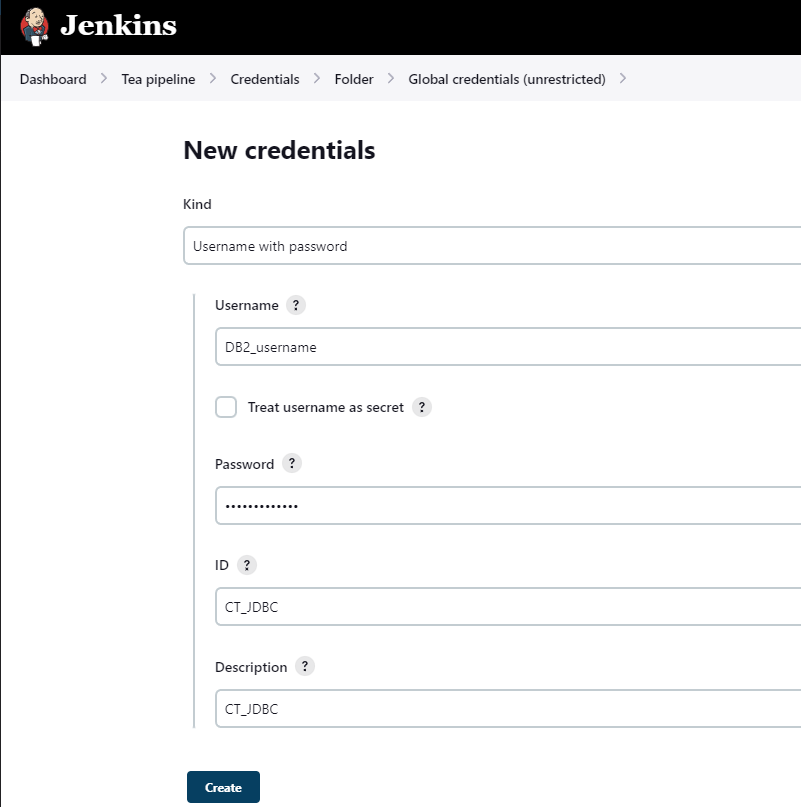 Jenkins
Dashboard > Tea pipeline > Credentials > Folder > Global credentials (unrestricted) >
New credentials
Kind
Username with password
Username ?
DB2_username
Treat username as secret ?
Password ?
•••••••••••••
ID ?
CT_JDBC
Description ?
CT_JDBC
Create